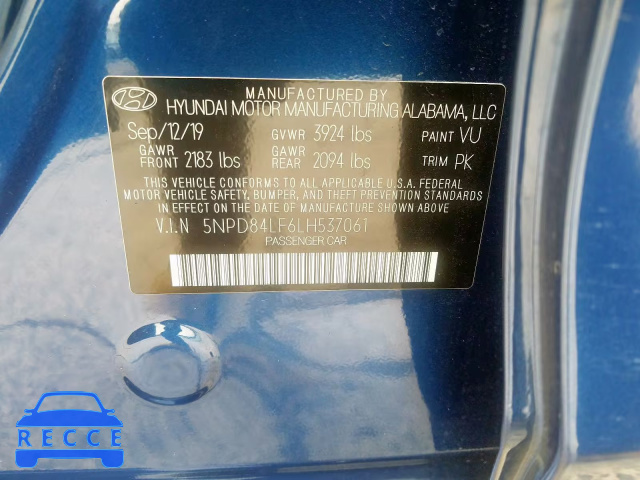 MANUFACTURED BY
HYUNDAI MOTOR MANUFACTURING ALABAMA, LLC
Sep/12/19 GVWR 3924 lbs PAINT VU
GAWR FRONT 2183 lbs GAWR REAR 2094 lbs TRIM PK
THIS VEHICLE CONFORMS TO ALL APPLICABLE U.S.A. FEDERAL
MOTOR VEHICLE SAFETY, BUMPER, AND THEFT PREVENTION STANDARDS
IN EFFECT ON THE DATE OF MANUFACTURE SHOWN ABOVE.
V.I.N 5NPD84LF6LH537061
PASSENGER CAR
RECCE